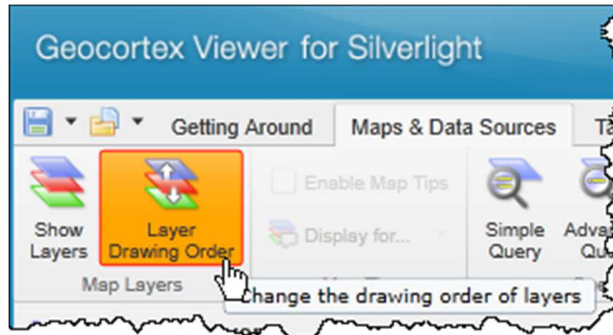 Geocortex Viewer for Silverlight
Getting Around
Maps & Data Sources
Enable Map Tips
Show
Layers
Layer
Drawing Order
Display for...
Simple
Query
Map Layers
Change the drawing order of layers